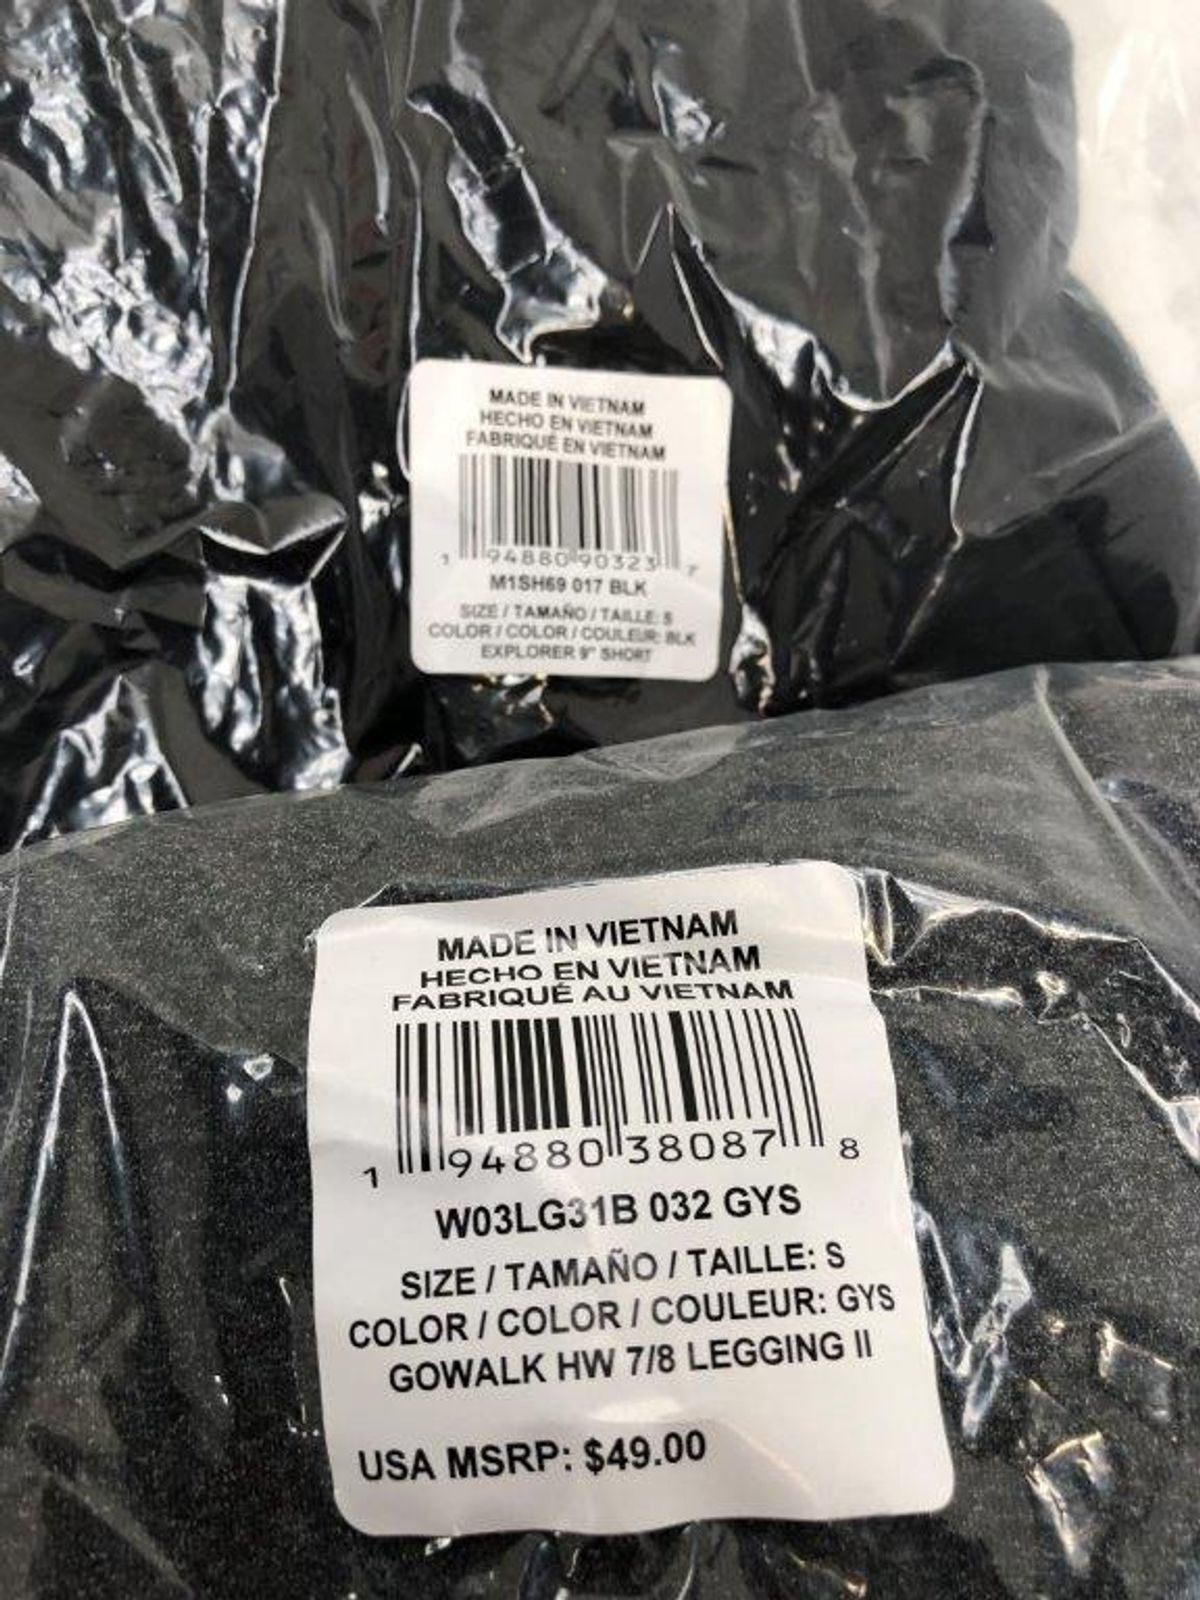 MADE IN VIETNAM
HECHO EN VIETNAM
FABRIQUÉ EN VIETNAM
1 94880 90323 7
M1SH69 017 BLK
SIZE / TAMAÑO / TAILLE: S
COLOR / COLOR / COULEUR: BLK
EXPLORER 9" SHORT
MADE IN VIETNAM
HECHO EN VIETNAM
FABRIQUÉ AU VIETNAM
1 94880 38087 8
W03LG31B 032 GYS
SIZE / TAMAÑO / TAILLE: S
COLOR / COLOR / COULEUR: GYS
GOWALK HW 7/8 LEGGING II
USA MSRP: $49.00